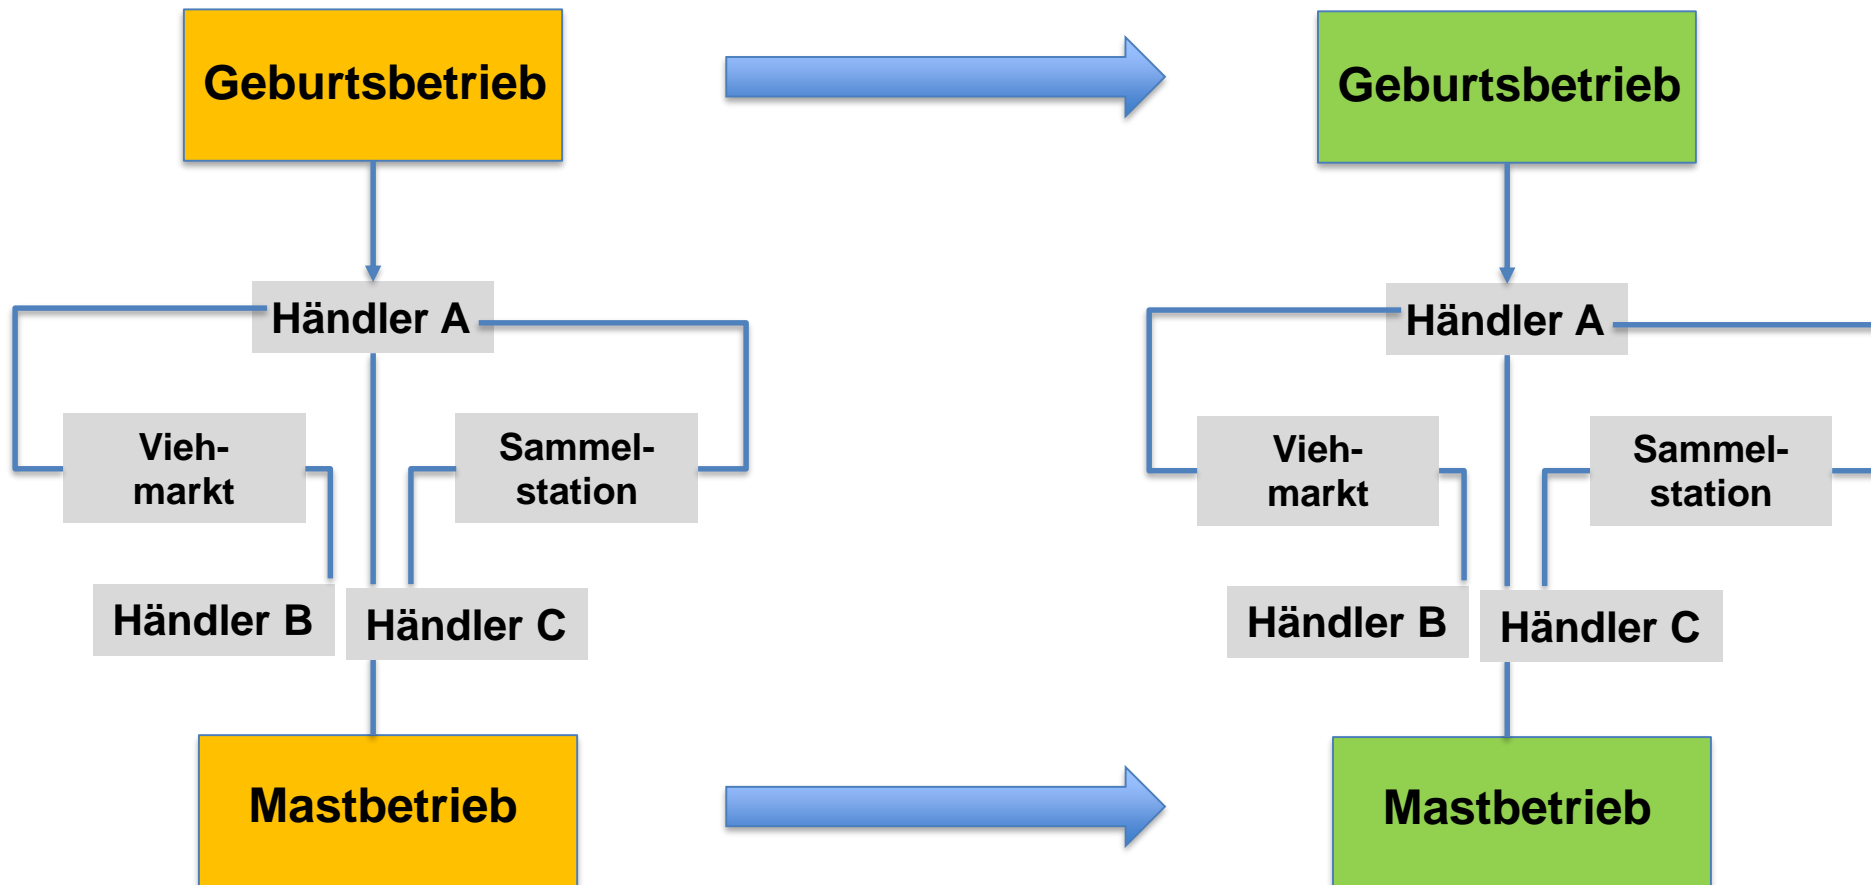 Geburtsbetrieb
Händler A
Vieh-
markt
Sammel-
station
Händler B
Händler C
Mastbetrieb
Geburtsbetrieb
Händler A
Vieh-
markt
Sammel-
station
Händler B
Händler C
Mastbetrieb